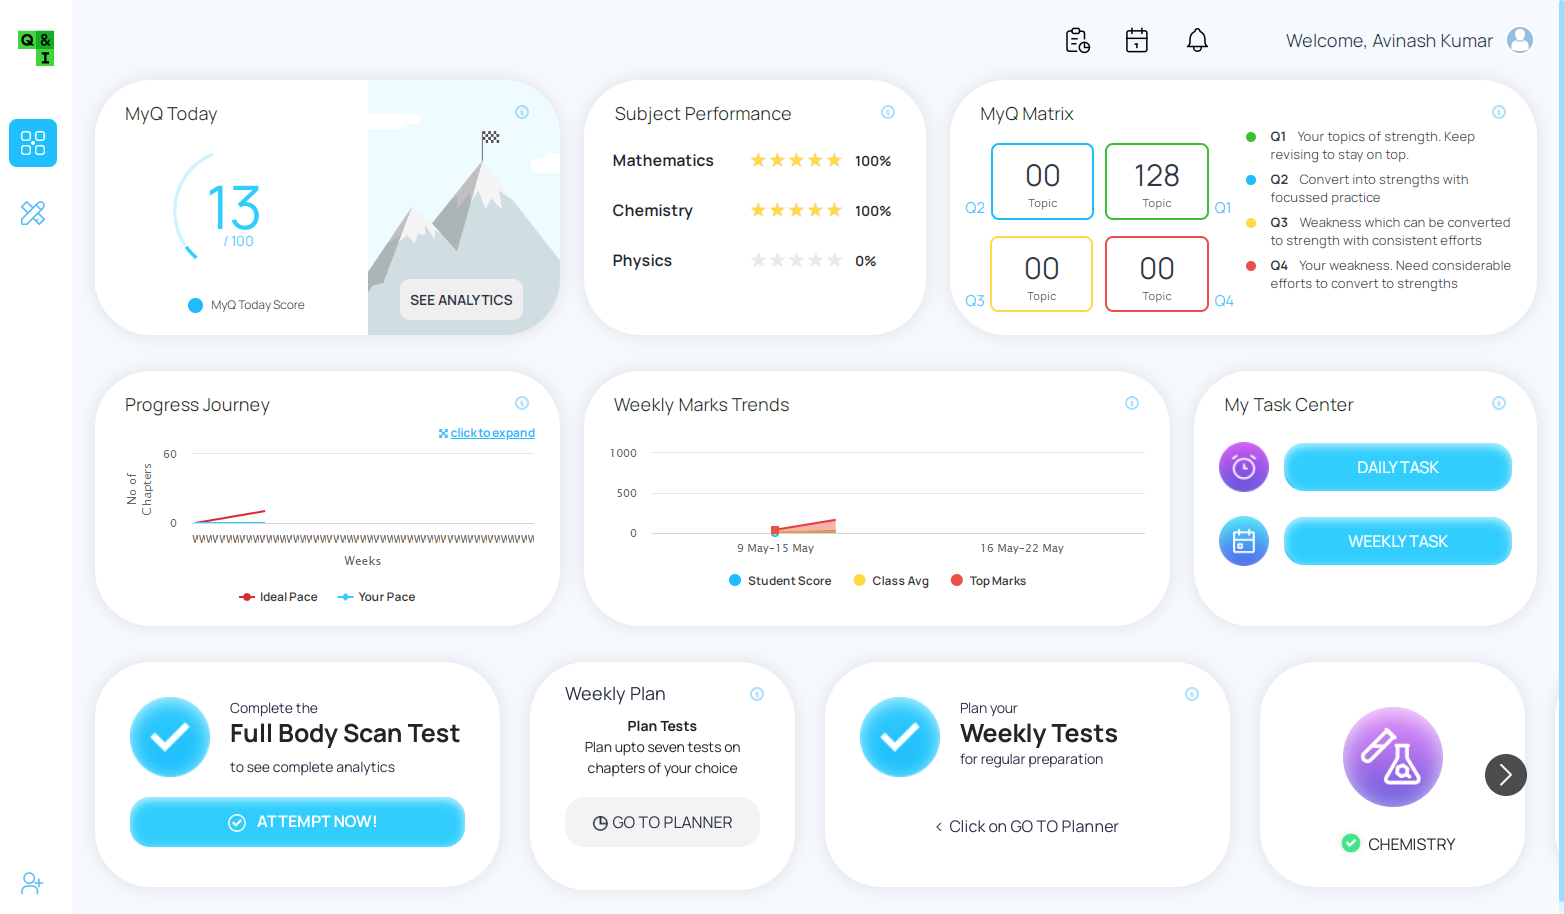 Q &
I
Welcome, Avinash Kumar
MyQ Today
13
/ 100
MyQ Today Score
SEE ANALYTICS
Subject Performance
Mathematics 100%
Chemistry 100%
Physics 0%
MyQ Matrix
Q2
00
Topic
128
Topic
Q1
Q3
00
Topic
00
Topic
Q4
Q1 Your topics of strength. Keep
revising to stay on top.
Q2 Convert into strengths with
focussed practice
Q3 Weakness which can be converted
to strength with consistent efforts
Q4 Your weakness. Need considerable
efforts to convert to strengths
Progress Journey
click to expand
No of
Chapters
60
0
Weeks
Ideal Pace Your Pace
Weekly Marks Trends
1000
500
0
9 May-15 May 16 May-22 May
Student Score Class Avg Top Marks
My Task Center
DAILY TASK
WEEKLY TASK
Complete the
Full Body Scan Test
to see complete analytics
ATTEMPT NOW!
Weekly Plan
Plan Tests
Plan upto seven tests on
chapters of your choice
GO TO PLANNER
Plan your
Weekly Tests
for regular preparation
< Click on GO TO Planner
CHEMISTRY